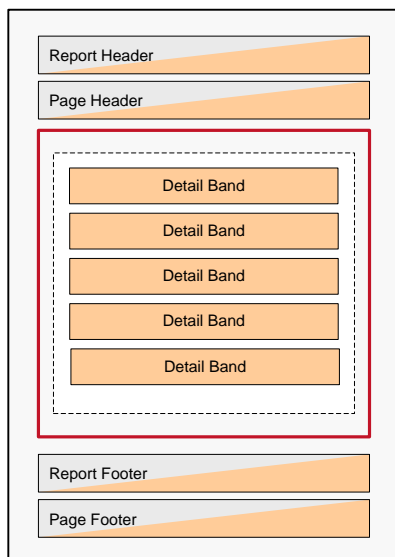 Report Header
Page Header
Detail Band
Detail Band
Detail Band
Detail Band
Detail Band
Report Footer
Page Footer